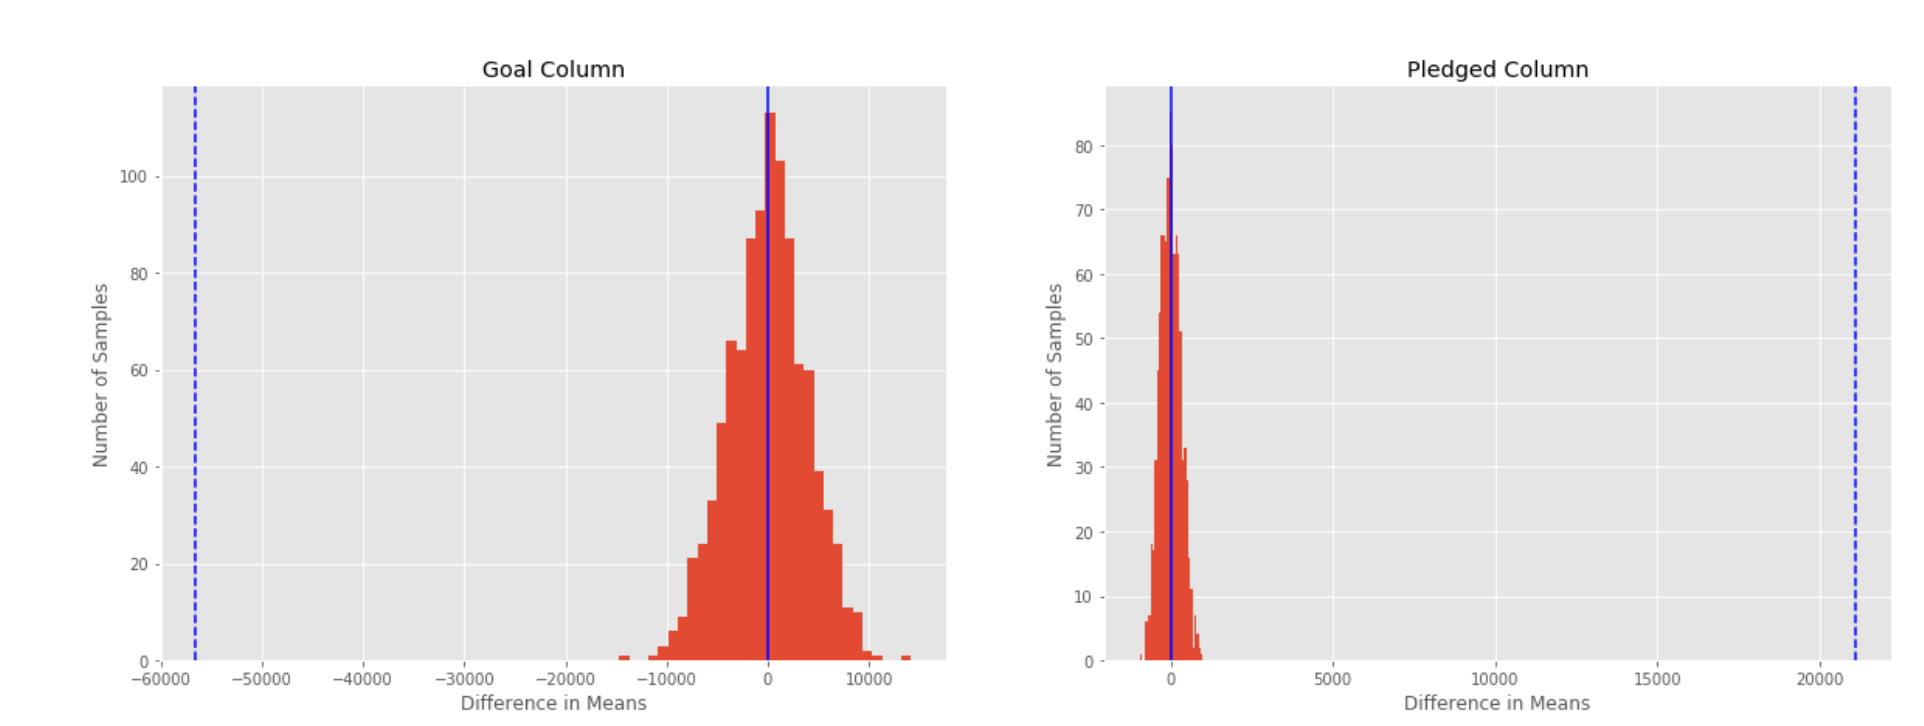 Goal Column
Number of Samples
100
80
60
40
20
0
−60000 −50000 −40000 −30000 −20000 −10000 0 10000
Difference in Means
Pledged Column
Number of Samples
80
70
60
50
40
30
20
10
0
0 5000 10000 15000 20000
Difference in Means